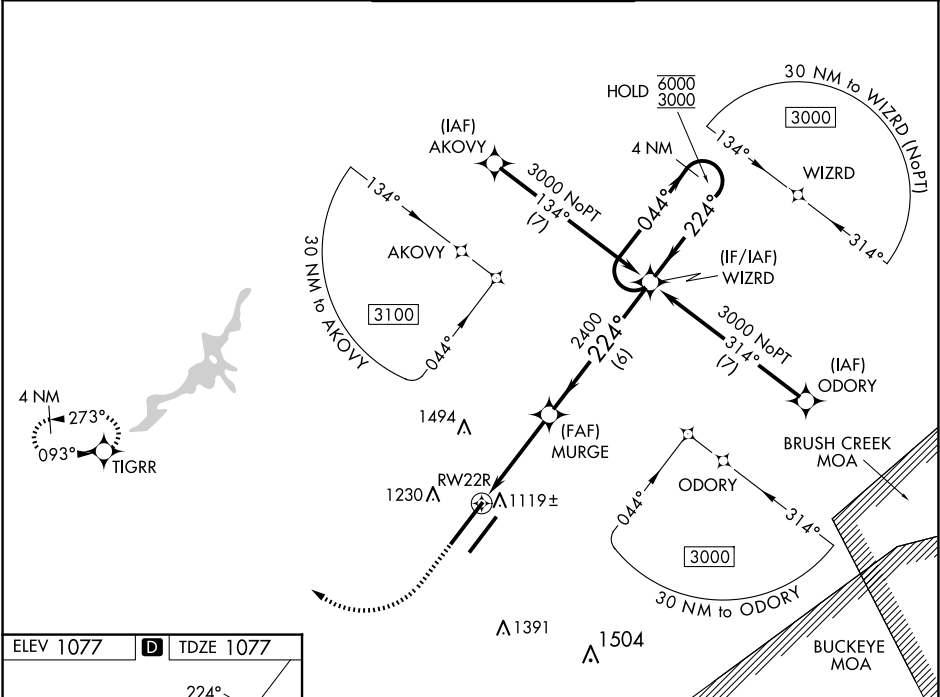 30 NM to WIZRD (NoPT)
3000
134°
WIZRD
314°
HOLD 6000
3000
4 NM
044°
224°
(IAF)
AKOVY
3000 NoPT
134°
(7)
(IF/IAF)
WIZRD
134°
AKOVY
3100
044°
30 NM to AKOVY
3000 NoPT
314°
(7)
(IAF)
ODORY
2400
224°
(6)
4 NM
273°
093°
TIGRR
1494
(FAF)
MURGE
RW22R
1230
1119±
BRUSH CREEK
MOA
ODORY
044°
314°
3000
30 NM to ODORY
1391
1504
BUCKEYE
MOA
ELEV 1077 D TDZE 1077
224°